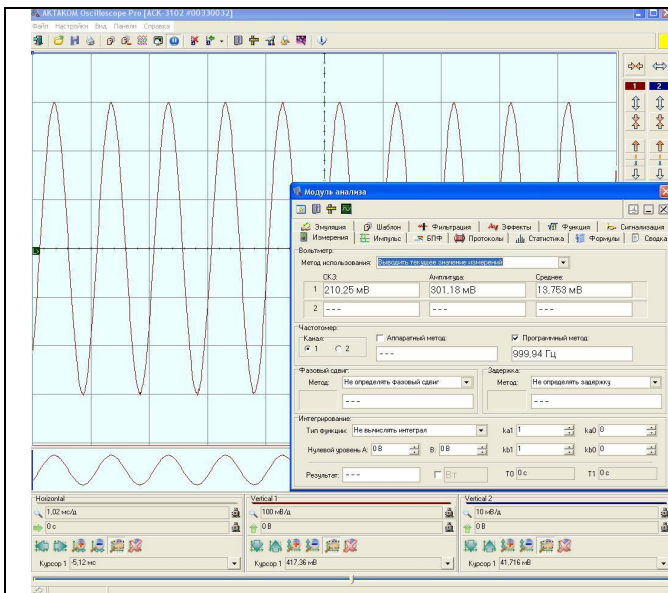 AKTAKOM Oscilloscope Pro [АСК-3102 #00330032]
Файл Настройки Вид Панели Справка
1 2
Модуль анализа
Эмуляция Шаблон Фильтрация Эффекты Функция Сигнализация
Измерения Импульс БПФ Протоколы Статистика Формулы Сводка
Вольтметр:
Метод использования: Выводить текущее значение измерений
СКЗ: Амплитуда: Среднее:
1 210,25 мВ 301,18 мВ 13,753 мВ
2 --- --- ---
Частотомер:
Канал: Аппаратный метод: Программный метод:
1 2 --- 999,94 Гц
Фазовый сдвиг: Задержка:
Метод: Не определять фазовый сдвиг Метод: Не определять задержку
--- ---
Интегрирование:
Тип функции: Не вычислять интеграл ka1 1 ka0 0
Нулевой уровень A: 0 В B: 0 В kb1 1 kb0 0
Результат: --- Вт T0 0 с T1 0 с
Horizontal Vertical 1 Vertical 2
1,02 мс/д 100 мВ/д 10 мВ/д
0 с 0 В 0 В
Курсор 1 -5,12 мс Курсор 1 417,36 мВ Курсор 1 41,716 мВ